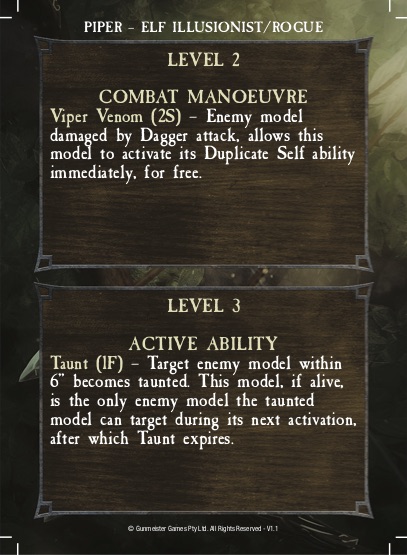 PIPER – ELF ILLUSIONIST/ROGUE
LEVEL 2
COMBAT MANOEUVRE
Viper Venom (2S) – Enemy model
damaged by Dagger attack, allows this
model to activate its Duplicate Self ability
immediately, for free.
LEVEL 3
ACTIVE ABILITY
Taunt (1F) – Target enemy model within
6” becomes taunted. This model, if alive,
is the only enemy model the taunted
model can target during its next activation,
after which Taunt expires.
© Gunmeister Games Pty Ltd. All Rights Reserved - V1.1